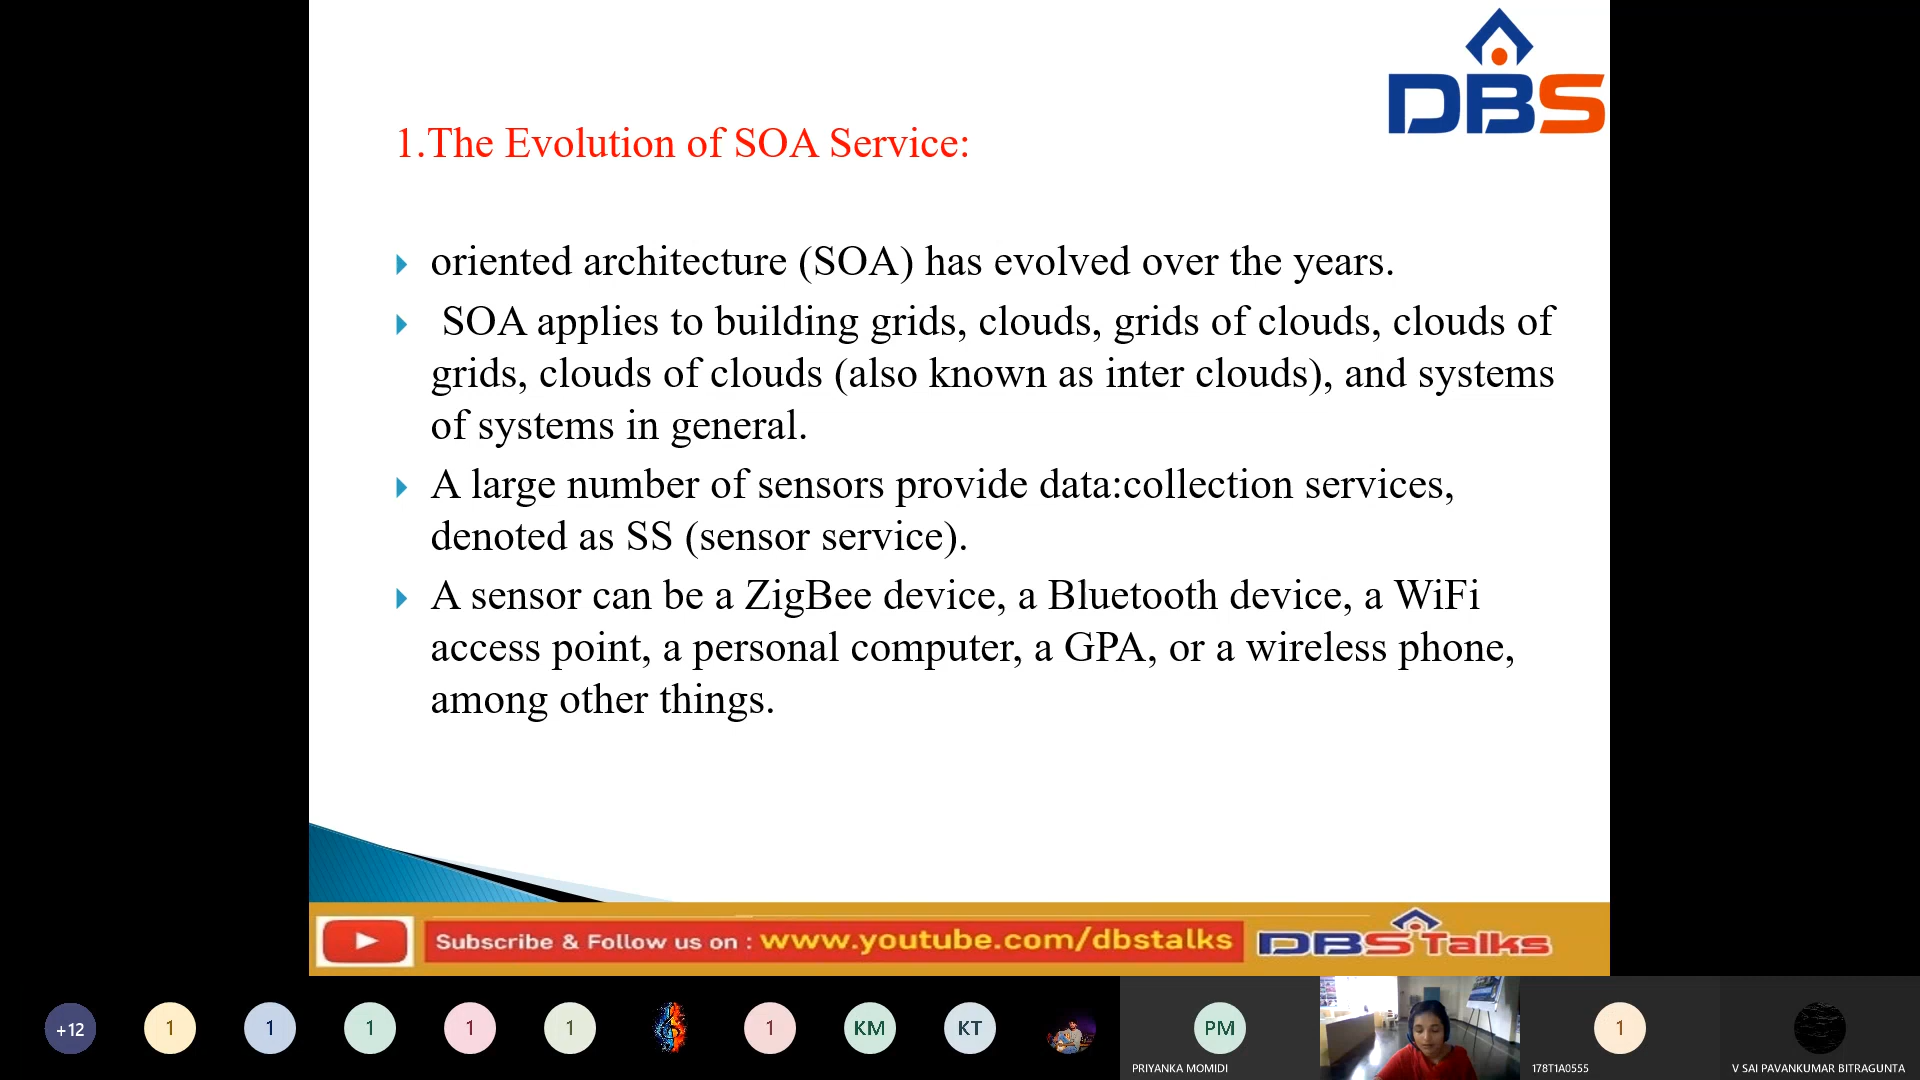 DBS
1.The Evolution of SOA Service:
oriented architecture (SOA) has evolved over the years.
SOA applies to building grids, clouds, grids of clouds, clouds of
grids, clouds of clouds (also known as inter clouds), and systems
of systems in general.
A large number of sensors provide data:collection services,
denoted as SS (sensor service).
A sensor can be a ZigBee device, a Bluetooth device, a WiFi
access point, a personal computer, a GPA, or a wireless phone,
among other things.
Subscribe & Follow us on : www.youtube.com/dbstalks DBS Talks
+12 1 1 1 1 1 1 KM KT PM 1
PRIYANKA MOMIDI 178T1A0555 V SAI PAVANKUMAR BITRAGUNTA